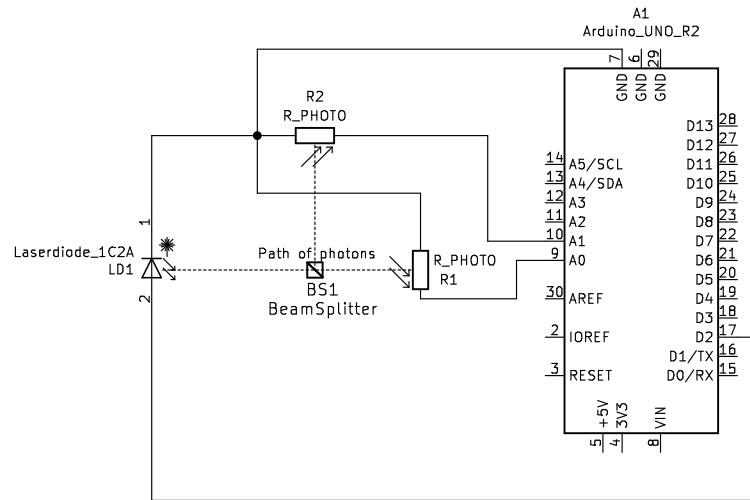 A1
Arduino_UNO_R2
7
6
29
GND
GND
GND
R2
R_PHOTO
D13
28
D12
27
14
A5/SCL
D11
26
13
A4/SDA
D10
25
12
A3
D9
24
11
A2
D8
23
10
A1
D7
22
9
A0
D6
21
D5
20
30
AREF
D4
19
D3
18
2
IOREF
D2
17
D1/TX
16
3
RESET
D0/RX
15
+5V
3V3
VIN
5
4
8
1
Laserdiode_1C2A
LD1
2
Path of photons
BS1
BeamSplitter
R_PHOTO
R1